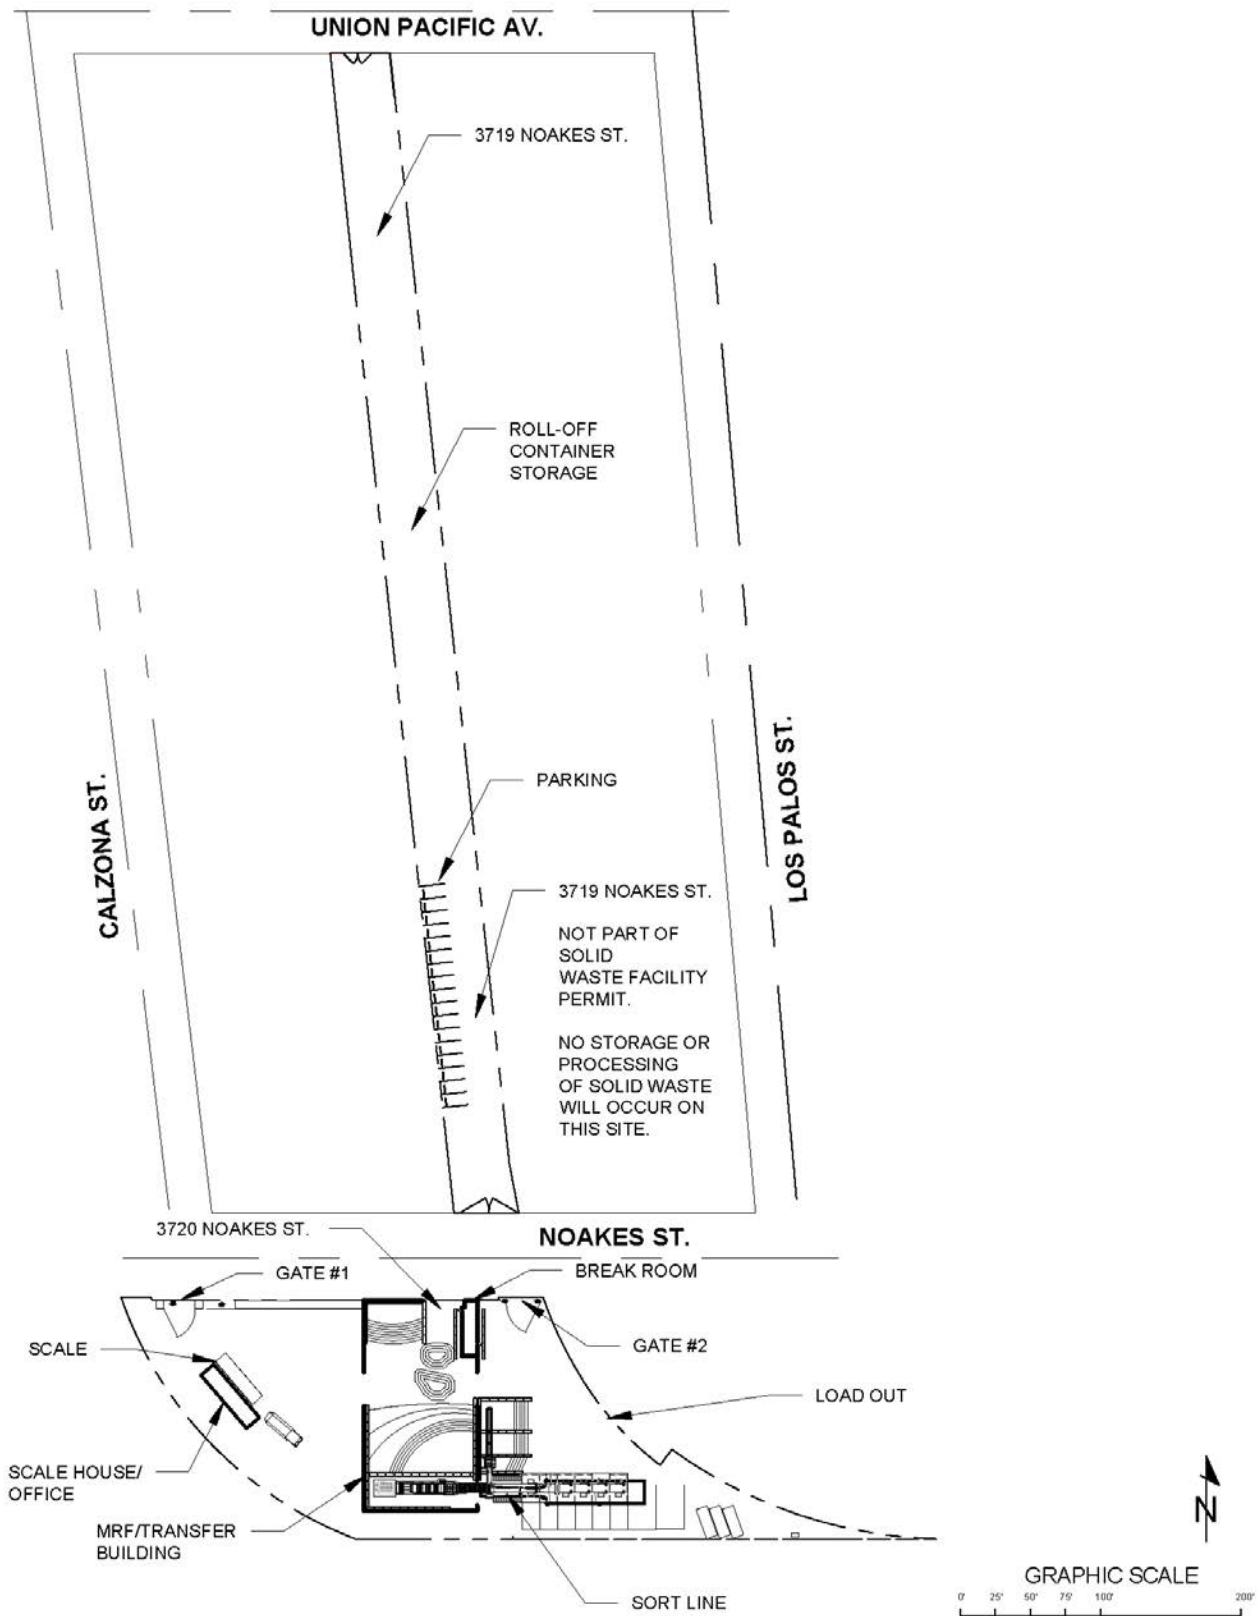 UNION PACIFIC AV.
3719 NOAKES ST.
ROLL-OFF
CONTAINER
STORAGE
PARKING
CALZONA ST.
LOS PALOS ST.
3719 NOAKES ST.
NOT PART OF
SOLID
WASTE FACILITY
PERMIT.
NO STORAGE OR
PROCESSING
OF SOLID WASTE
WILL OCCUR ON
THIS SITE.
3720 NOAKES ST.
NOAKES ST.
GATE #1
BREAK ROOM
SCALE
GATE #2
LOAD OUT
SCALE HOUSE/
OFFICE
MRF/TRANSFER
BUILDING
SORT LINE
N
GRAPHIC SCALE
0' 25' 50' 75' 100' 200'